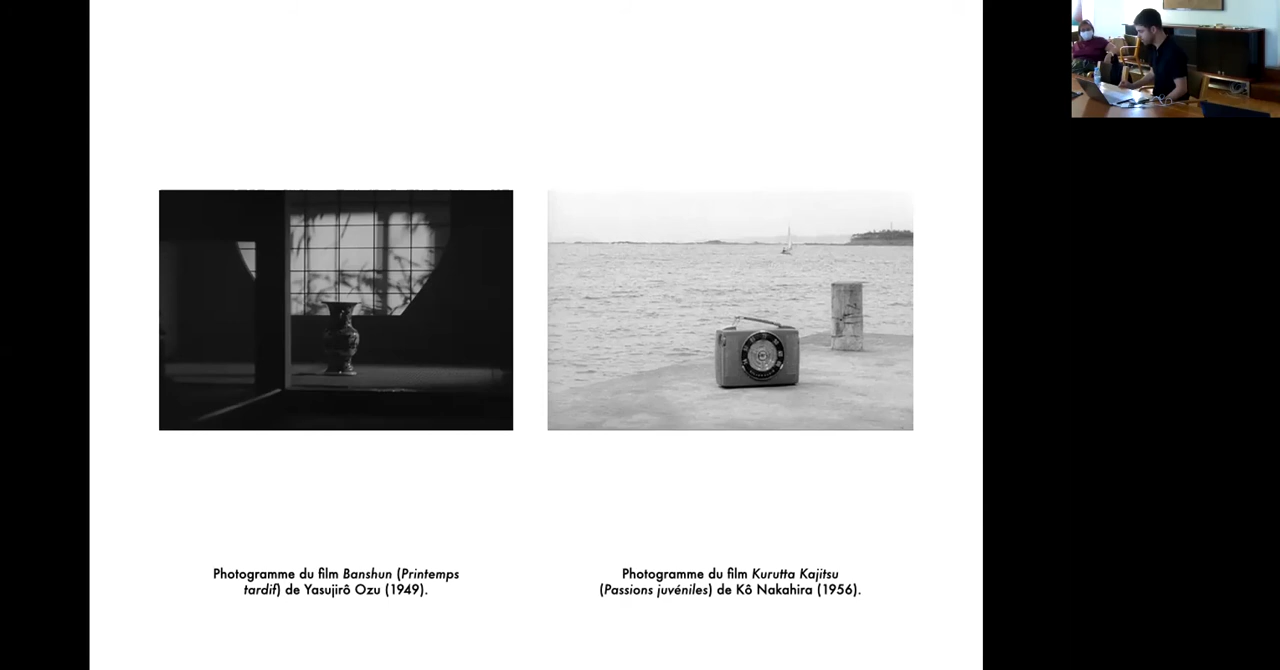 Photogramme du film Banshun (Printemps
tardif) de Yasujirô Ozu (1949).
Photogramme du film Kurutta Kajitsu
(Passions juvéniles) de Kô Nakahira (1956).